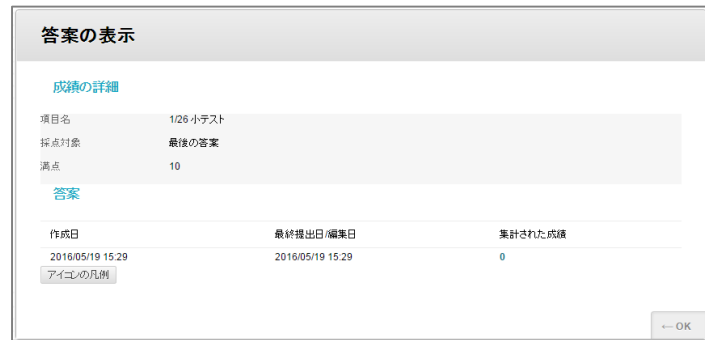 答案の表示
成績の詳細
項目名 1/26 小テスト
採点対象 最後の答案
満点 10
答案
作成日 最終提出日/編集日 集計された成績
2016/05/19 15:29 2016/05/19 15:29 0
アイコンの凡例
← OK